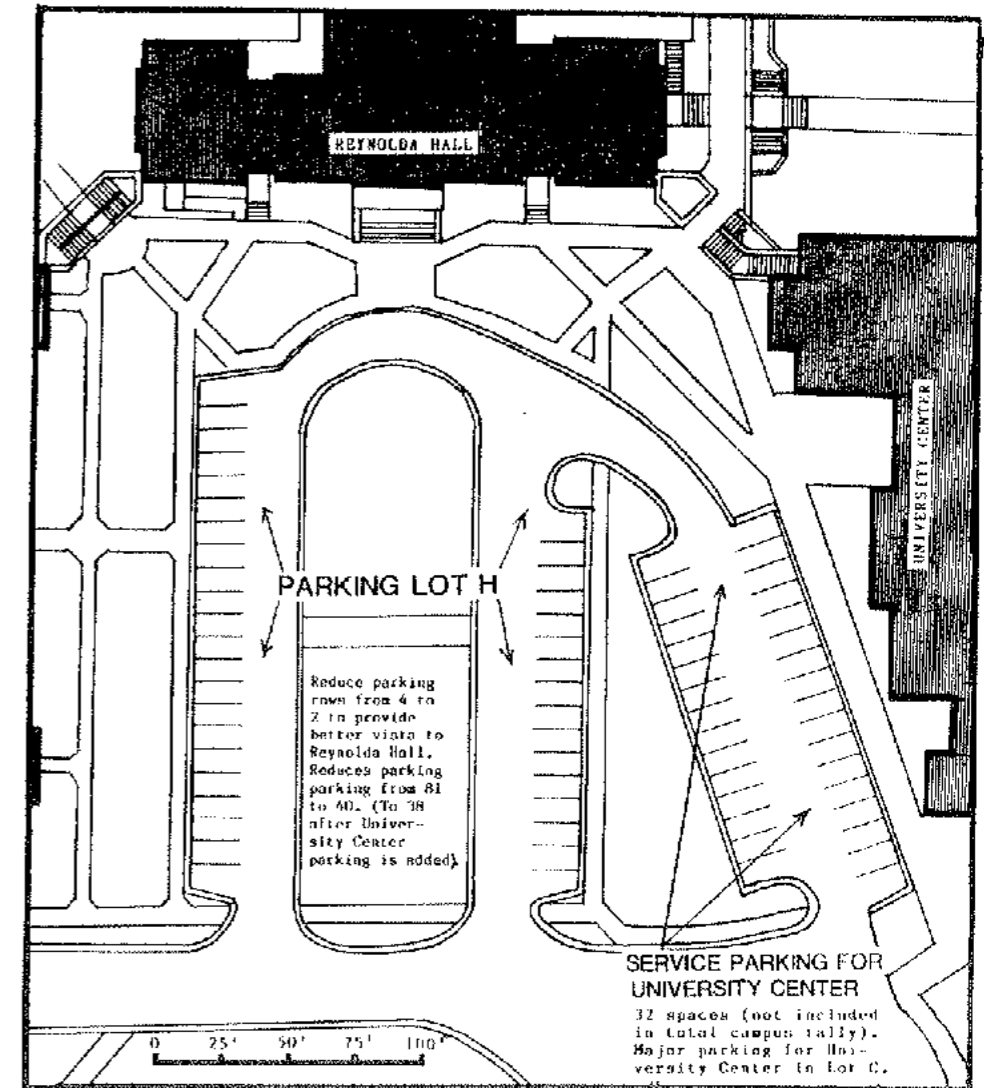 REYNOLDA HALL
UNIVERSITY CENTER
PARKING LOT H
Reduce parking
rows from 4 to
2 to provide
better vista to
Reynolda Hall.
Reduces parking
parking from 81
to 40. (To 38
after Univer-
sity Center
parking is added).
SERVICE PARKING FOR
UNIVERSITY CENTER
32 spaces (not included
in total campus tally).
Major parking for Uni-
versity Center in Lot C.
0 25' 50' 75' 100'